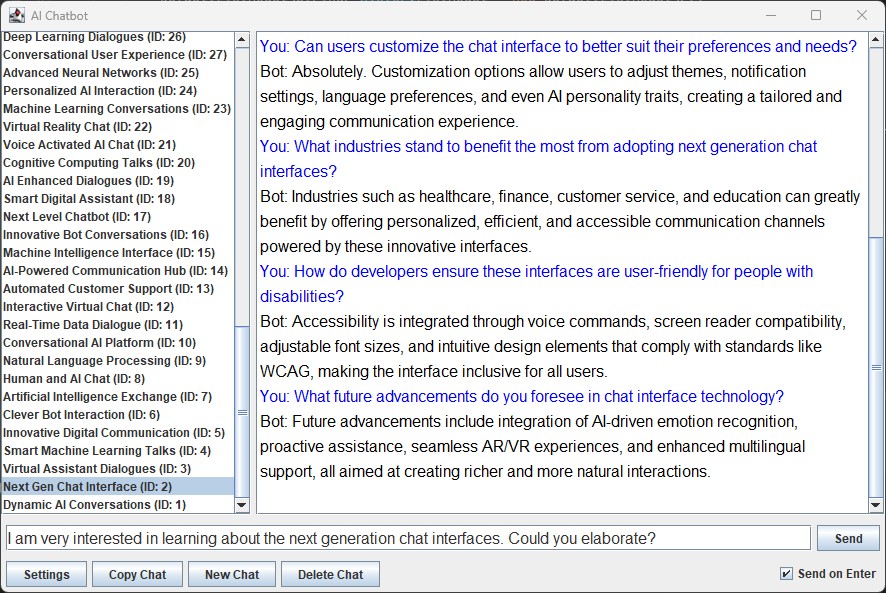 AI Chatbot
Deep Learning Dialogues (ID: 26)
Conversational User Experience (ID: 27)
Advanced Neural Networks (ID: 25)
Personalized AI Interaction (ID: 24)
Machine Learning Conversations (ID: 23)
Virtual Reality Chat (ID: 22)
Voice Activated AI Chat (ID: 21)
Cognitive Computing Talks (ID: 20)
AI Enhanced Dialogues (ID: 19)
Smart Digital Assistant (ID: 18)
Next Level Chatbot (ID: 17)
Innovative Bot Conversations (ID: 16)
Machine Intelligence Interface (ID: 15)
AI-Powered Communication Hub (ID: 14)
Automated Customer Support (ID: 13)
Interactive Virtual Chat (ID: 12)
Real-Time Data Dialogue (ID: 11)
Conversational AI Platform (ID: 10)
Natural Language Processing (ID: 9)
Human and AI Chat (ID: 8)
Artificial Intelligence Exchange (ID: 7)
Clever Bot Interaction (ID: 6)
Innovative Digital Communication (ID: 5)
Smart Machine Learning Talks (ID: 4)
Virtual Assistant Dialogues (ID: 3)
Next Gen Chat Interface (ID: 2)
Dynamic AI Conversations (ID: 1)
You: Can users customize the chat interface to better suit their preferences and needs?
Bot: Absolutely. Customization options allow users to adjust themes, notification
settings, language preferences, and even AI personality traits, creating a tailored and
engaging communication experience.
You: What industries stand to benefit the most from adopting next generation chat
interfaces?
Bot: Industries such as healthcare, finance, customer service, and education can greatly
benefit by offering personalized, efficient, and accessible communication channels
powered by these innovative interfaces.
You: How do developers ensure these interfaces are user-friendly for people with
disabilities?
Bot: Accessibility is integrated through voice commands, screen reader compatibility,
adjustable font sizes, and intuitive design elements that comply with standards like
WCAG, making the interface inclusive for all users.
You: What future advancements do you foresee in chat interface technology?
Bot: Future advancements include integration of AI-driven emotion recognition,
proactive assistance, seamless AR/VR experiences, and enhanced multilingual
support, all aimed at creating richer and more natural interactions.
I am very interested in learning about the next generation chat interfaces. Could you elaborate?
Send
Settings
Copy Chat
New Chat
Delete Chat
Send on Enter